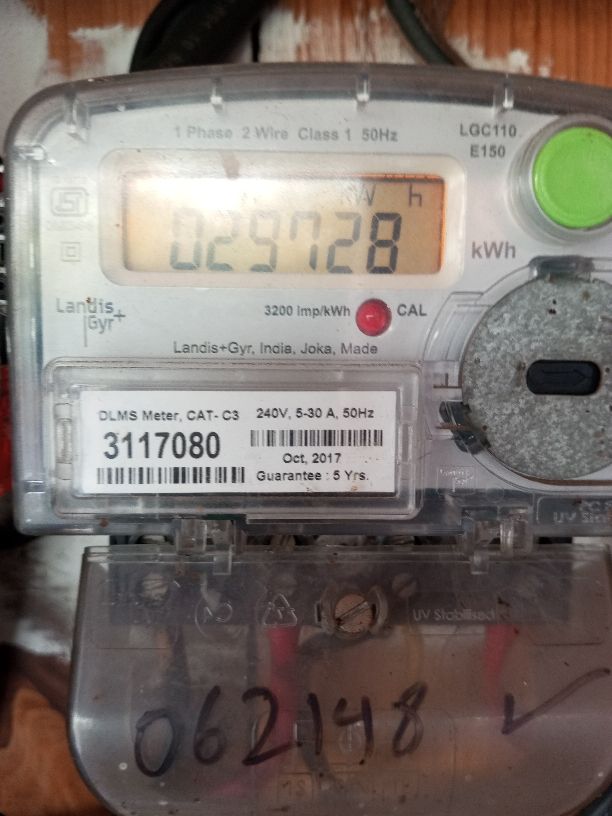 1 Phase 2 Wire Class 1 50Hz
LGC110
E150
kW h
029728
kWh
Landis
Gyr+
3200 Imp/kWh
CAL
Landis+Gyr, India, Joka, Made
DLMS Meter, CAT- C3
240V, 5-30 A, 50Hz
3117080
Oct, 2017
Guarantee : 5 Yrs.
UV Stabilised
062148